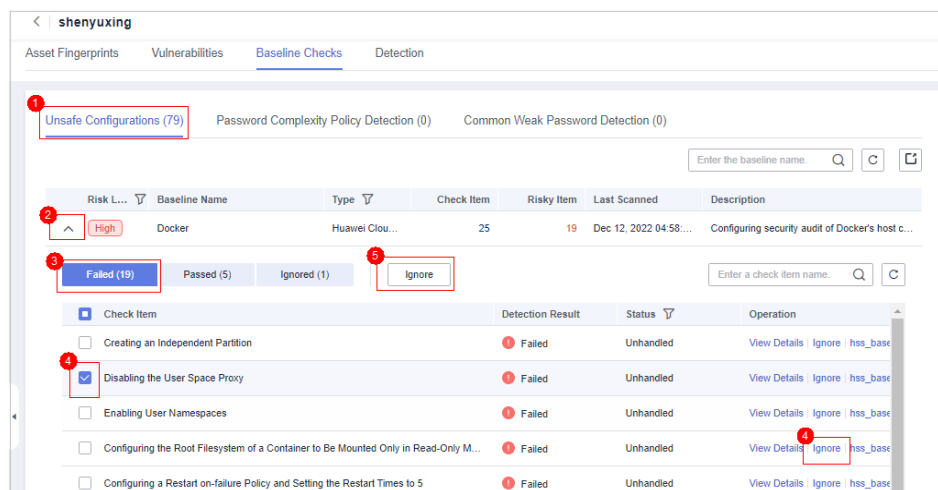 shenyuxing
Asset Fingerprints Vulnerabilities Baseline Checks Detection
1
Unsafe Configurations (79) Password Complexity Policy Detection (0) Common Weak Password Detection (0)
Enter the baseline name.
Risk L... Baseline Name Type Check Item Risky Item Last Scanned Description
2
High Docker Huawei Clou... 25 19 Dec 12, 2022 04:58:... Configuring security audit of Docker's host c...
3 5
Failed (19) Passed (5) Ignored (1) Ignore Enter a check item name.
Check Item Detection Result Status Operation
Creating an Independent Partition Failed Unhandled View Details Ignore hss_base
4
Disabling the User Space Proxy Failed Unhandled View Details Ignore hss_base
Enabling User Namespaces Failed Unhandled View Details Ignore hss_base
4
Configuring the Root Filesystem of a Container to Be Mounted Only in Read-Only M... Failed Unhandled View Details Ignore hss_base
Configuring a Restart on-failure Policy and Setting the Restart Times to 5 Failed Unhandled View Details Ignore hss_base